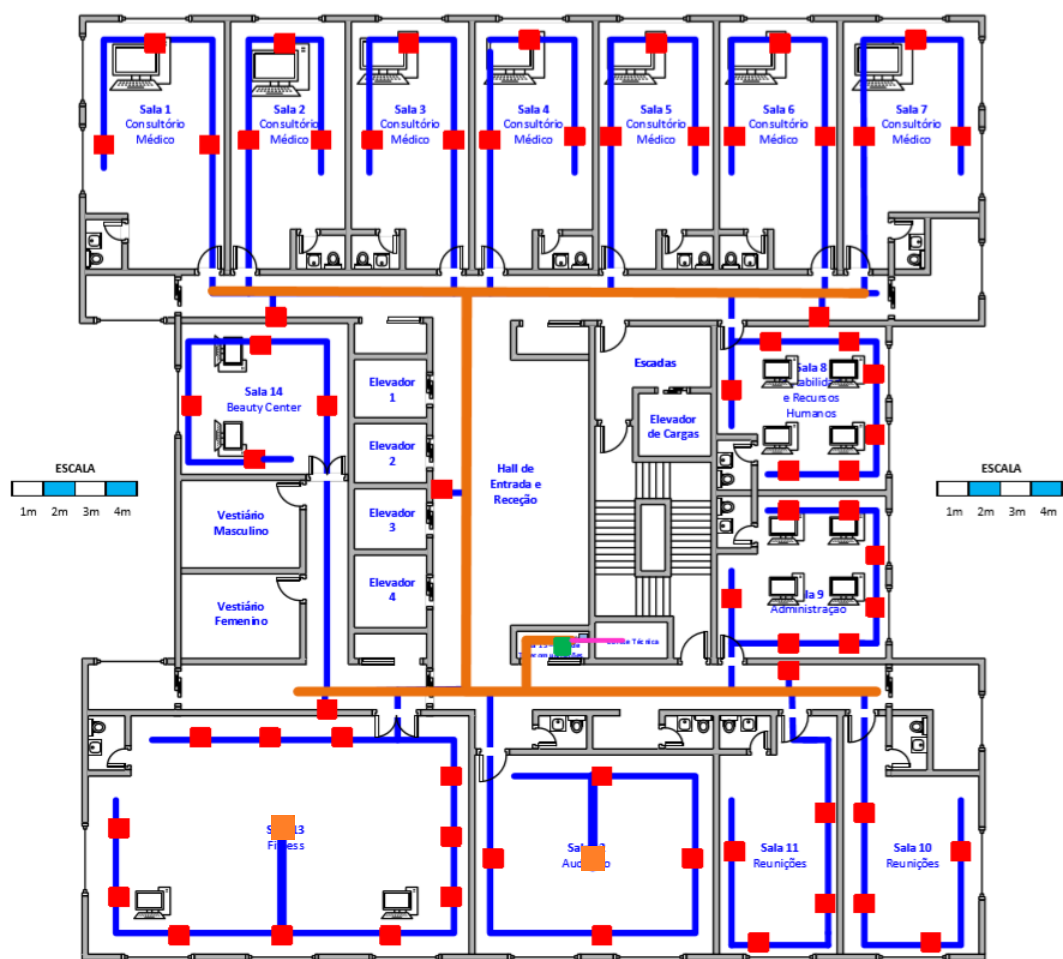 Sala 1
Consultório
Médico
Sala 2
Consultório
Médico
Sala 3
Consultório
Médico
Sala 4
Consultório
Médico
Sala 5
Consultório
Médico
Sala 6
Consultório
Médico
Sala 7
Consultório
Médico
Sala 14
Beauty Center
Elevador
1
Escadas
Sala 8
e Recursos
Humanos
Elevador
de Cargas
Elevador
2
ESCALA
1m 2m 3m 4m
Hall de
Entrada e
Receção
ESCALA
1m 2m 3m 4m
Vestiário
Masculino
Elevador
3
Elevador
4
Vestiário
Femenino
9
Administração
Técnica
13
Sala 11
Reuniões
Sala 10
Reuniões